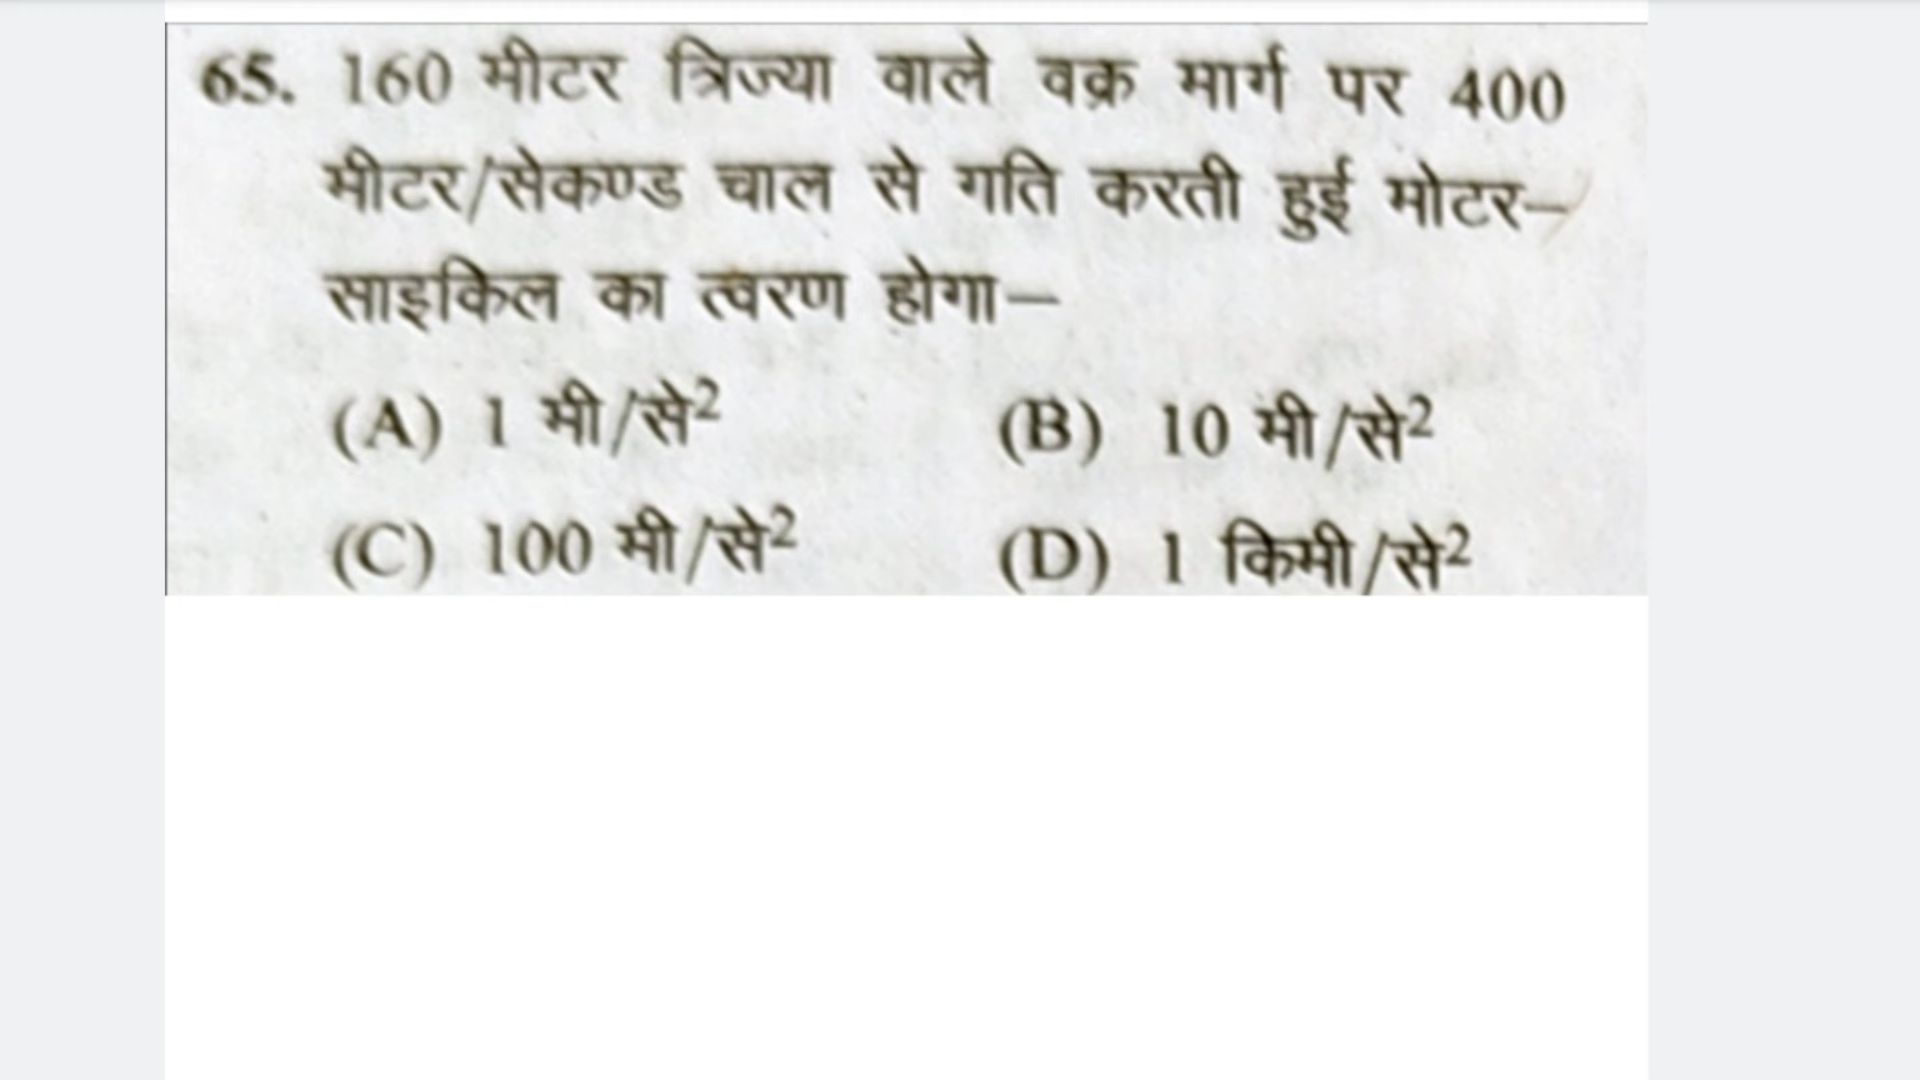 65. 160 मीटर त्रिज्या वाले वक्र मार्ग पर 400
मीटर/सेकण्ड चाल से गति करती हुई मोटर–
साइकिल का त्वरण होगा—
(A) 1 मी/से² (B) 10 मी/से²
(C) 100 मी/से² (D) 1 किमी/से²